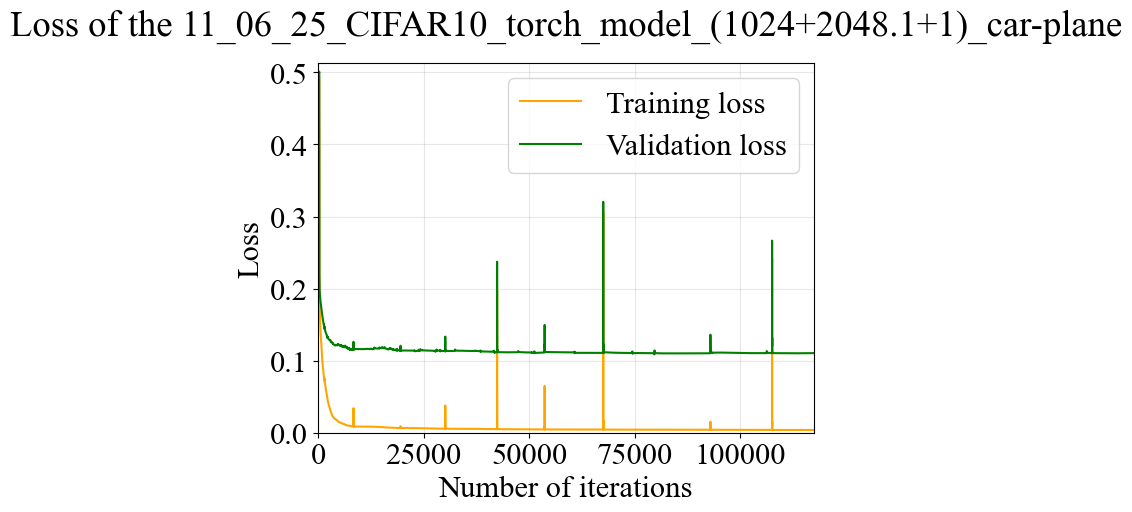 Loss of the 11_06_25_CIFAR10_torch_model_(1024+2048.1+1)_car-plane
Training loss
Validation loss
0.5
0.4
0.3
0.2
0.1
0.0
Loss
0 25000 50000 75000 100000
Number of iterations